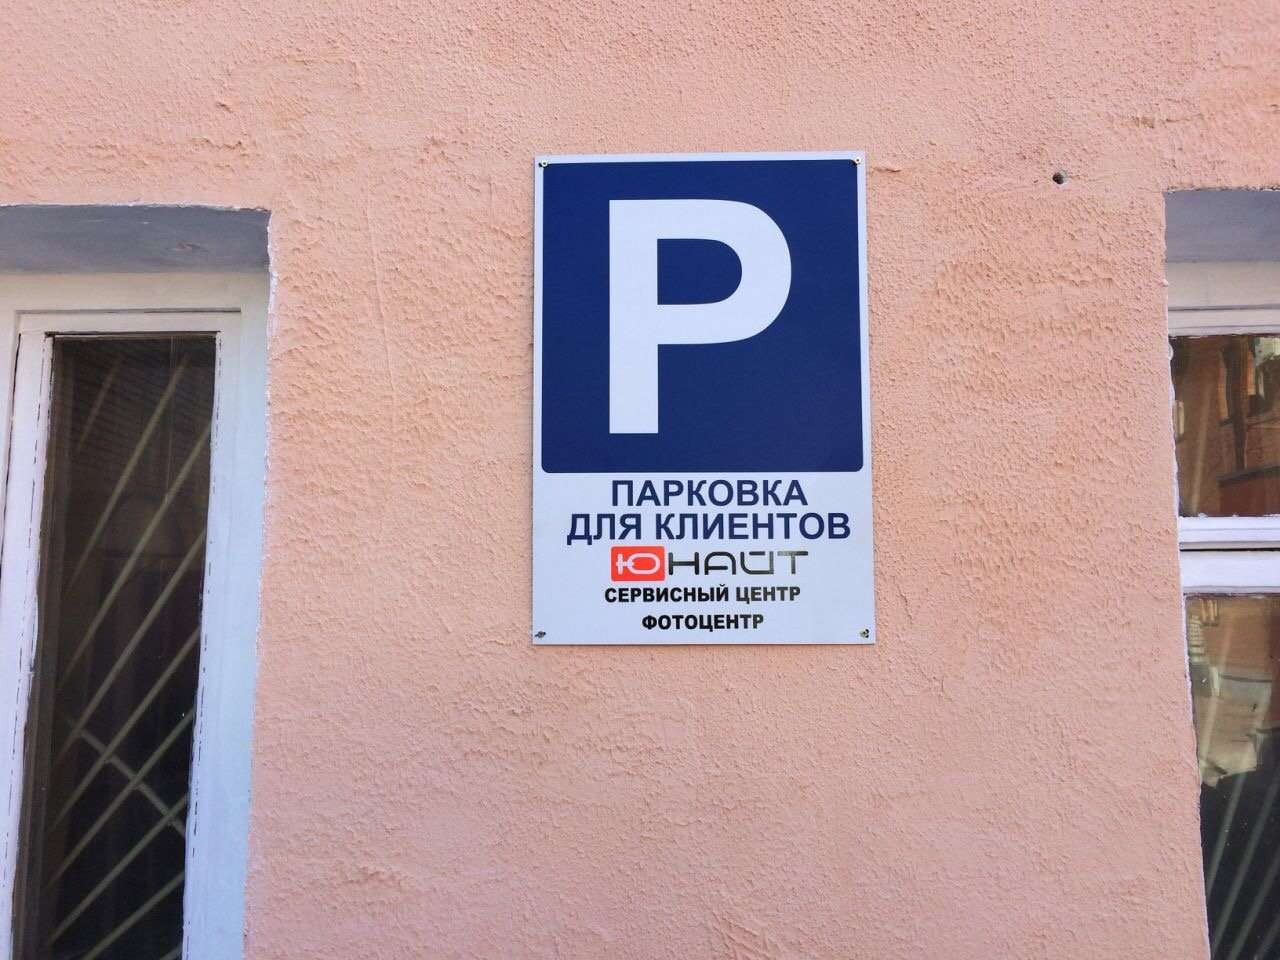 P
ПАРКОВКА
ДЛЯ КЛИЕНТОВ
ЮНАЙТ
СЕРВИСНЫЙ ЦЕНТР
ФОТОЦЕНТР